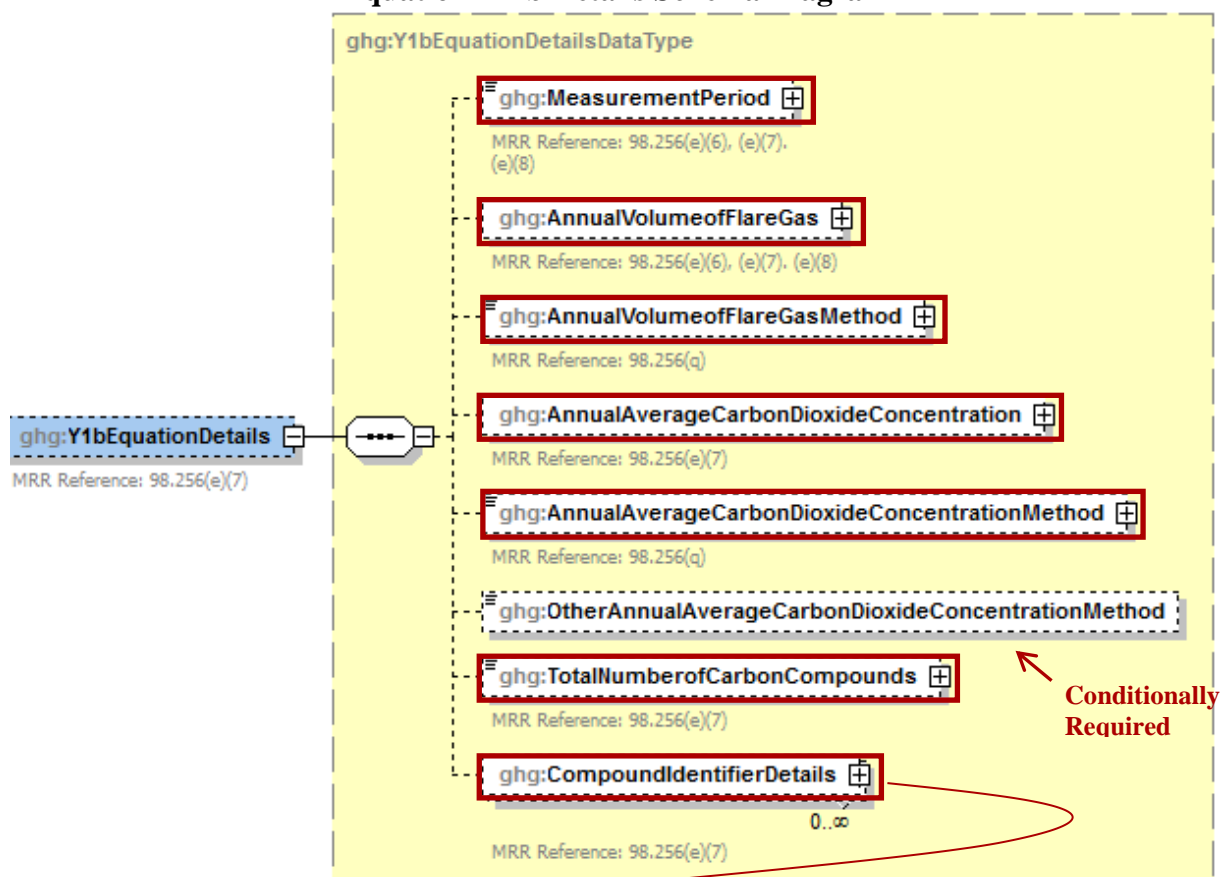 ghg:Y1bEquationDetailsDataType
ghg:MeasurementPeriod
MRR Reference: 98.256(e)(6), (e)(7).
(e)(8)
ghg:AnnualVolumeofFlareGas
MRR Reference: 98.256(e)(6), (e)(7). (e)(8)
ghg:AnnualVolumeofFlareGasMethod
MRR Reference: 98.256(q)
ghg:AnnualAverageCarbonDioxideConcentration
MRR Reference: 98.256(e)(7)
ghg:Y1bEquationDetails
MRR Reference: 98.256(e)(7)
ghg:AnnualAverageCarbonDioxideConcentrationMethod
MRR Reference: 98.256(q)
ghg:OtherAnnualAverageCarbonDioxideConcentrationMethod
ghg:TotalNumberofCarbonCompounds
MRR Reference: 98.256(e)(7)
Conditionally
Required
ghg:CompoundIdentifierDetails
0..∞
MRR Reference: 98.256(e)(7)